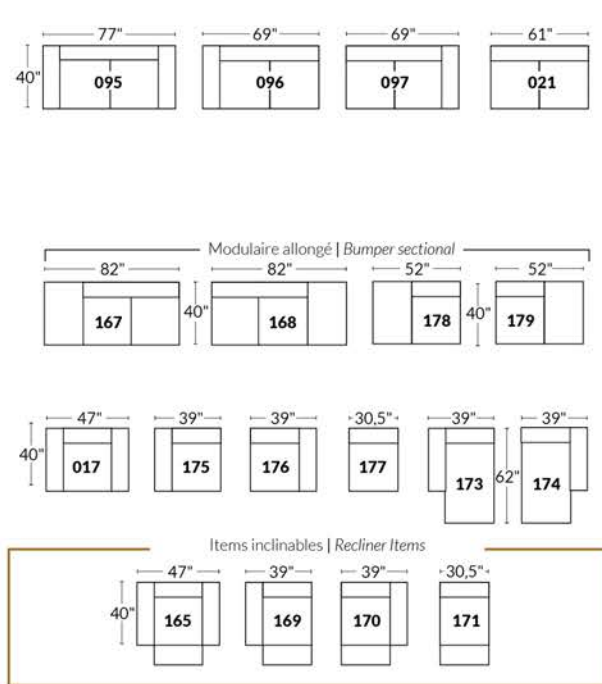 77" 69" 69" 61"
40" 095 096 097 021
Modulaire allongé | Bumper sectional
82" 82" 52" 52"
167 40" 168 178 40" 179
47" 39" 39" 30,5" 39" 39"
40" 017 175 176 177 173 62" 174
Items inclinables | Recliner Items
47" 39" 39" 30,5"
40" 165 169 170 171